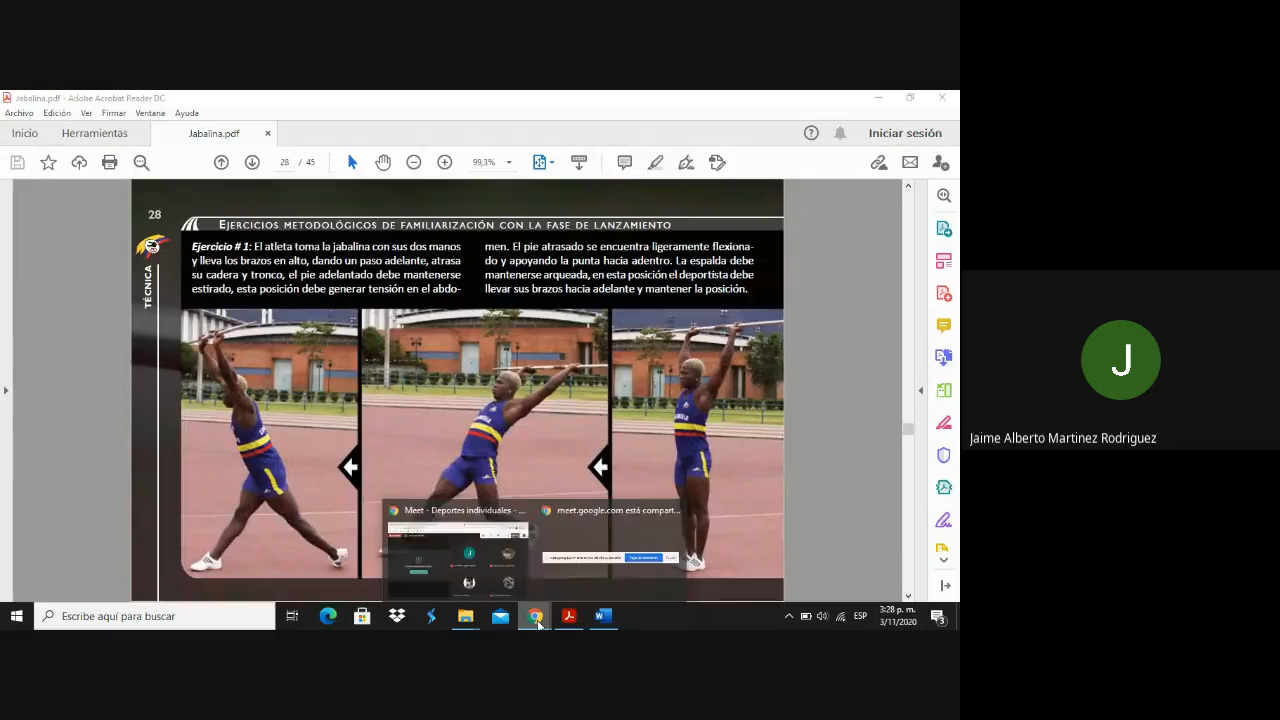 Jabalina.pdf - Adobe Acrobat Reader DC
Archivo Edición Ver Firmar Ventana Ayuda
Inicio Herramientas Jabalina.pdf × Iniciar sesión
28 / 45 99,3%
28
EJERCICIOS METODOLÓGICOS DE FAMILIARIZACIÓN CON LA FASE DE LANZAMIENTO
Ejercicio # 1: El atleta toma la jabalina con sus dos manos
y lleva los brazos en alto, dando un paso adelante, atrasa
su cadera y tronco, el pie adelantado debe mantenerse
estirado, esta posición debe generar tensión en el abdo-
men. El pie atrasado se encuentra ligeramente flexiona-
do y apoyando la punta hacia adentro. La espalda debe
mantenerse arqueada, en esta posición el deportista debe
llevar sus brazos hacia adelante y mantener la posición.
TÉCNICA
Meet - Deportes individuales - ...
meet.google.com está compart...
J
Jaime Alberto Martinez Rodriguez
Escribe aquí para buscar
ESP
3:28 p. m.
3/11/2020
3